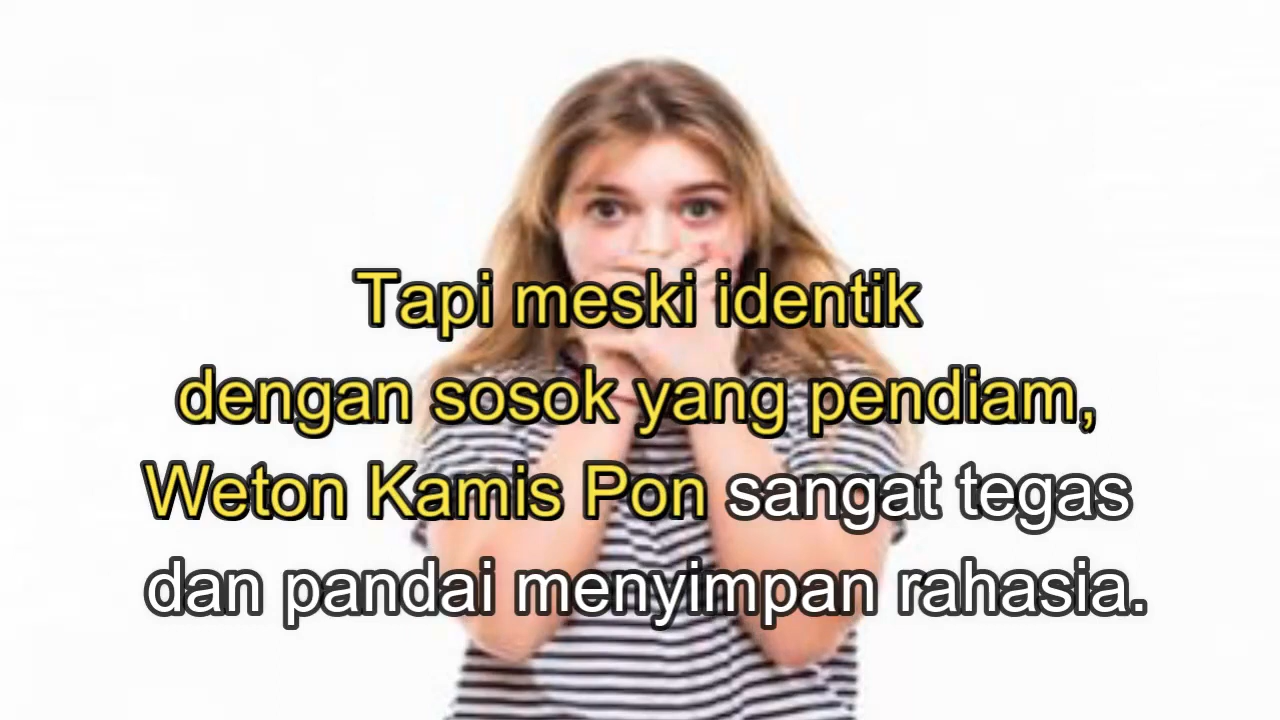 Tapi meski identik
dengan sosok yang pendiam,
Weton Kamis Pon sangat tegas
dan pandai menyimpan rahasia.